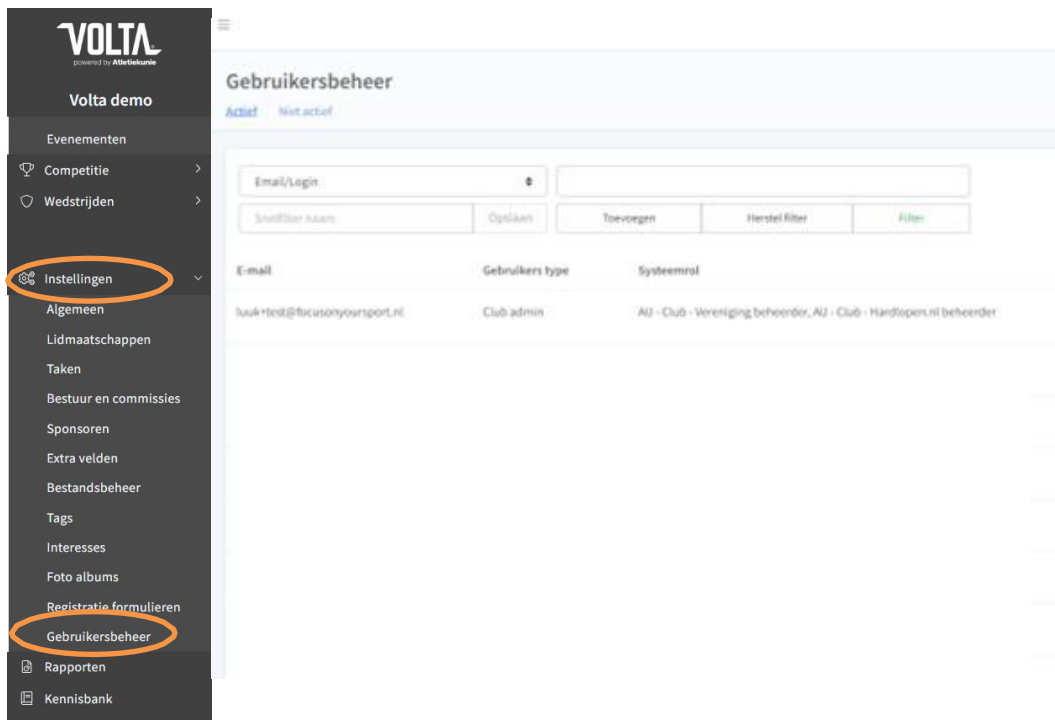 VOLTA
powered by Atletiekunie
Volta demo
Evenementen
Competitie
Wedstrijden
Instellingen
Algemeen
Lidmaatschappen
Taken
Bestuur en commissies
Sponsoren
Extra velden
Bestandsbeheer
Tags
Interesses
Foto albums
Registratie formulieren
Gebruikersbeheer
Rapporten
Kennisbank
Gebruikersbeheer
Actief Niet actief
Email/Login
Snelfilter naam Opslaan Toevoegen Herstel filter Filter
E-mail Gebruikers type Systeemrol
luuk+test@focusonyoursport.nl Club admin AU - Club - Vereniging beheerder, AU - Club - Hardlopen.nl beheerder